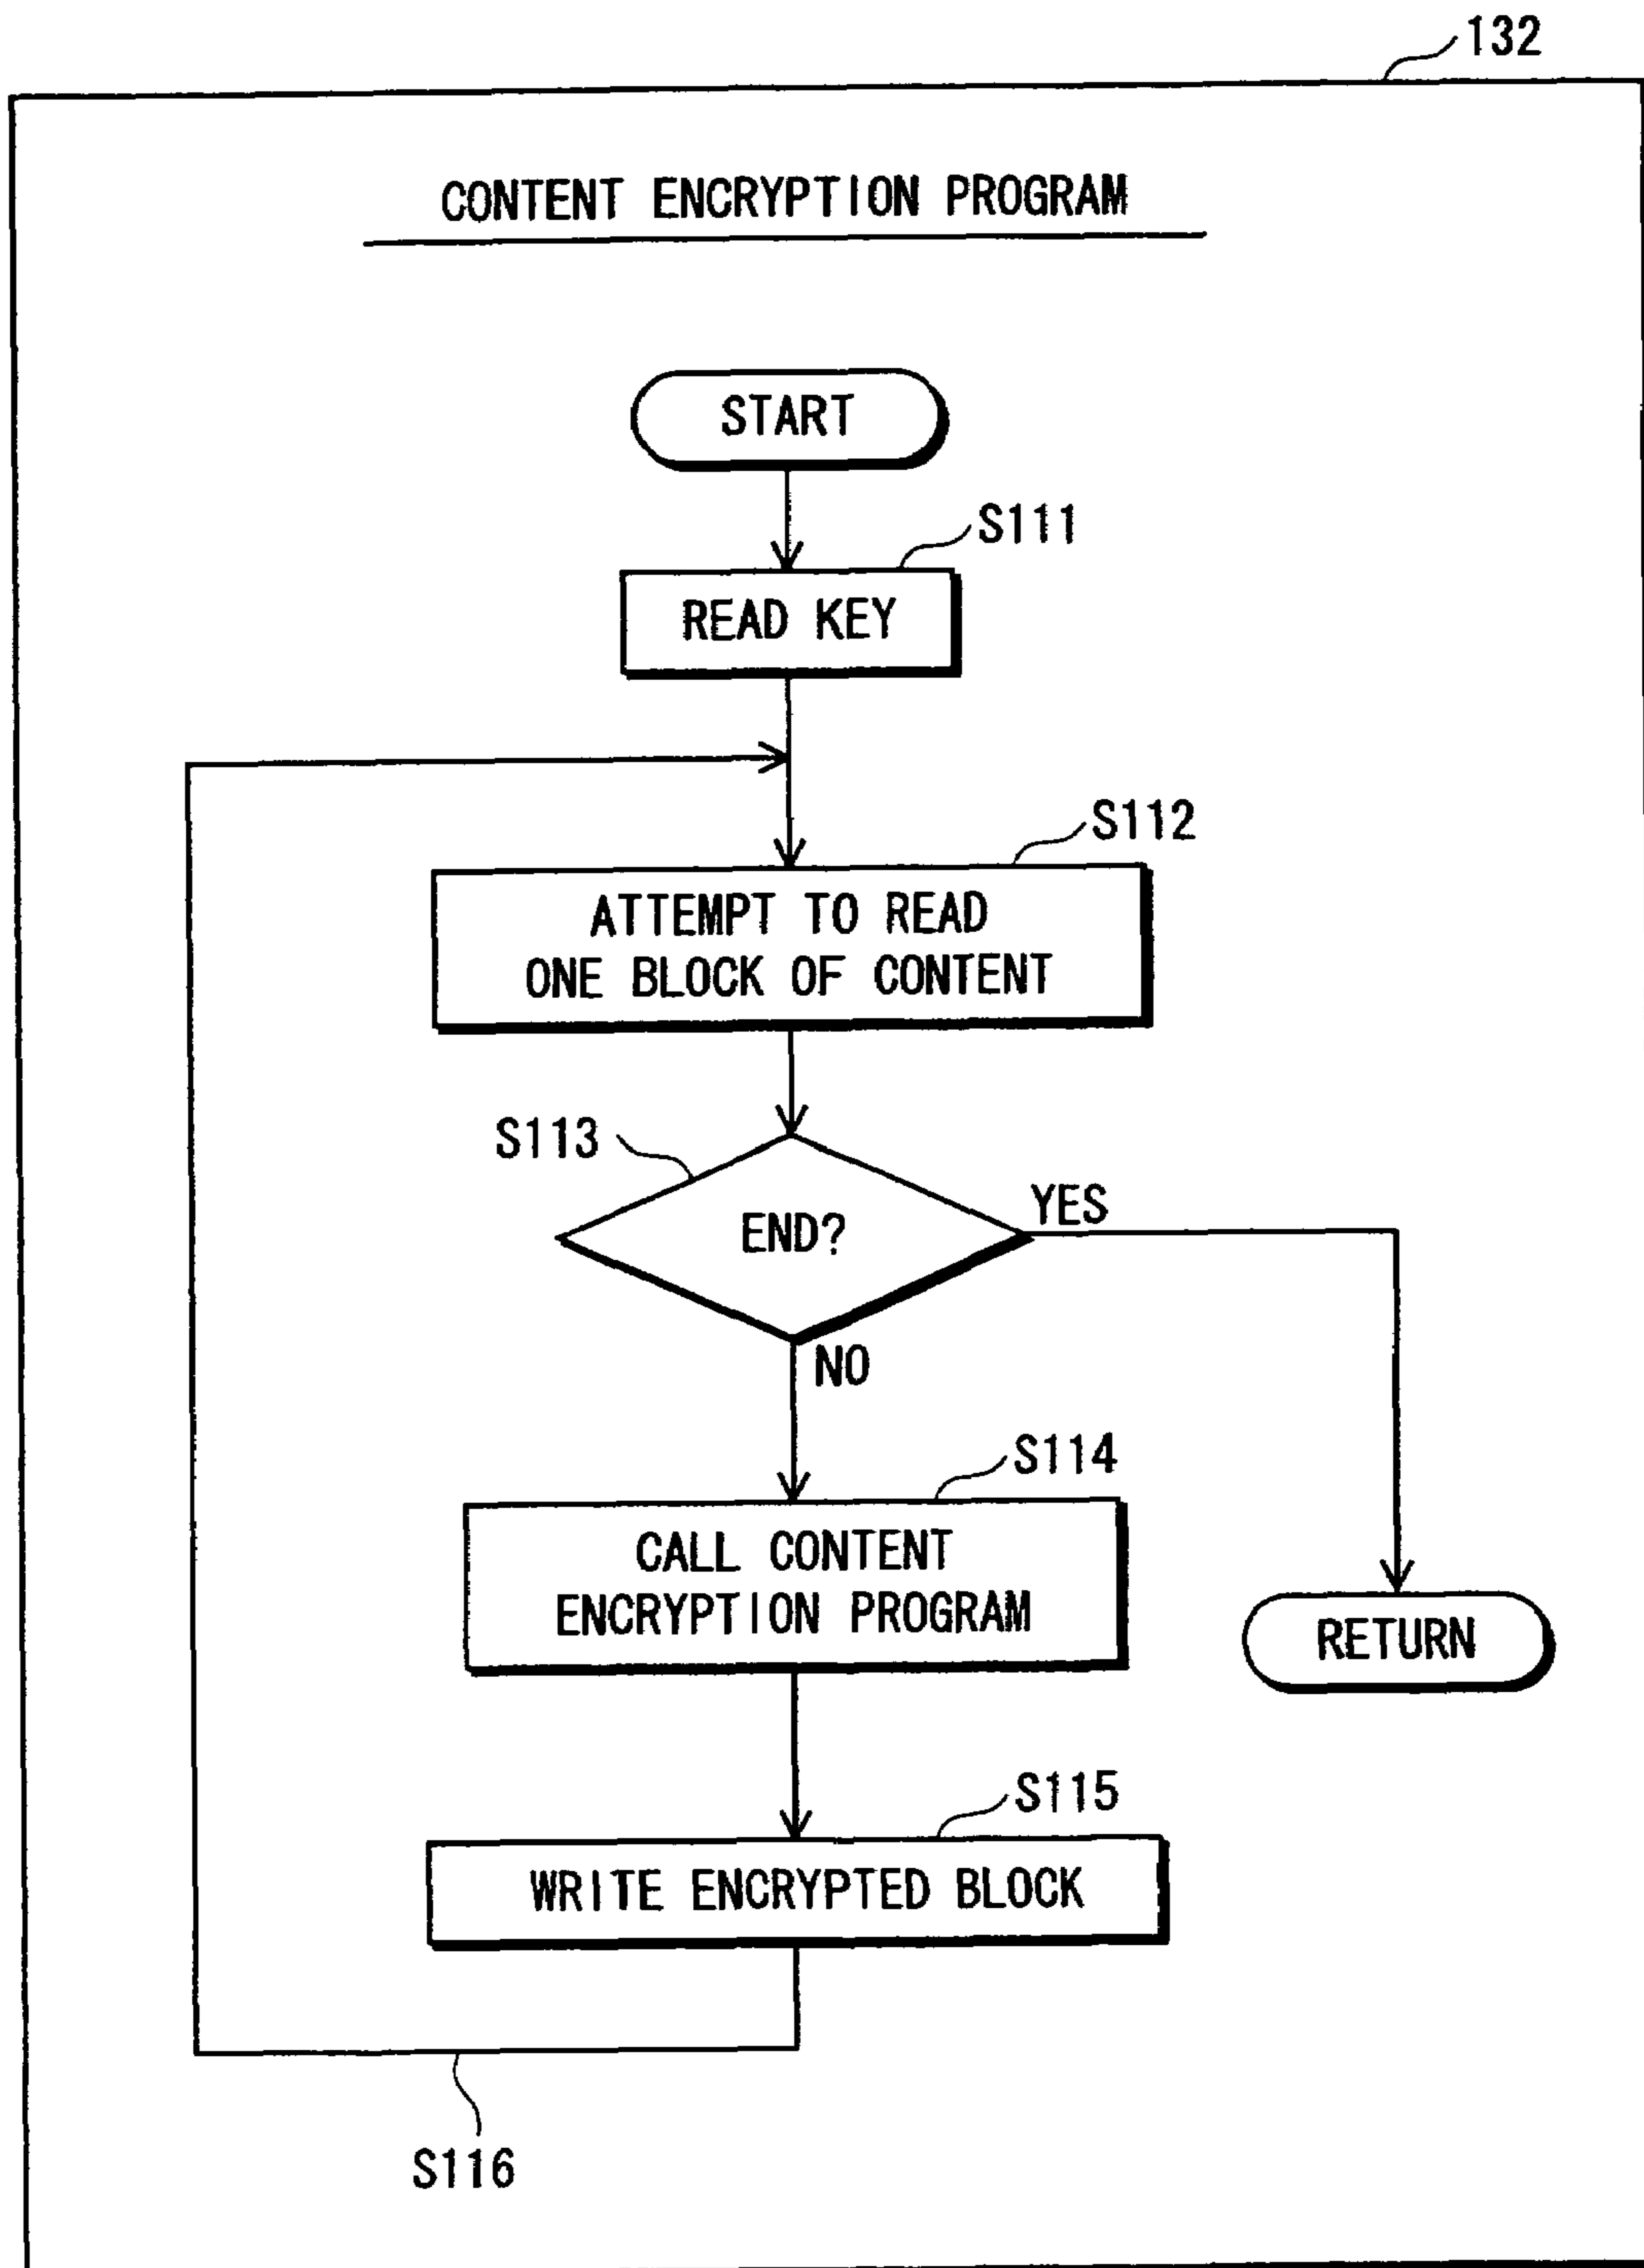 132
CONTENT ENCRYPTION PROGRAM
START
S111
READ KEY
S112
ATTEMPT TO READ
ONE BLOCK OF CONTENT
S113
END?
YES
NO
S114
CALL CONTENT
ENCRYPTION PROGRAM
RETURN
S115
WRITE ENCRYPTED BLOCK
S116